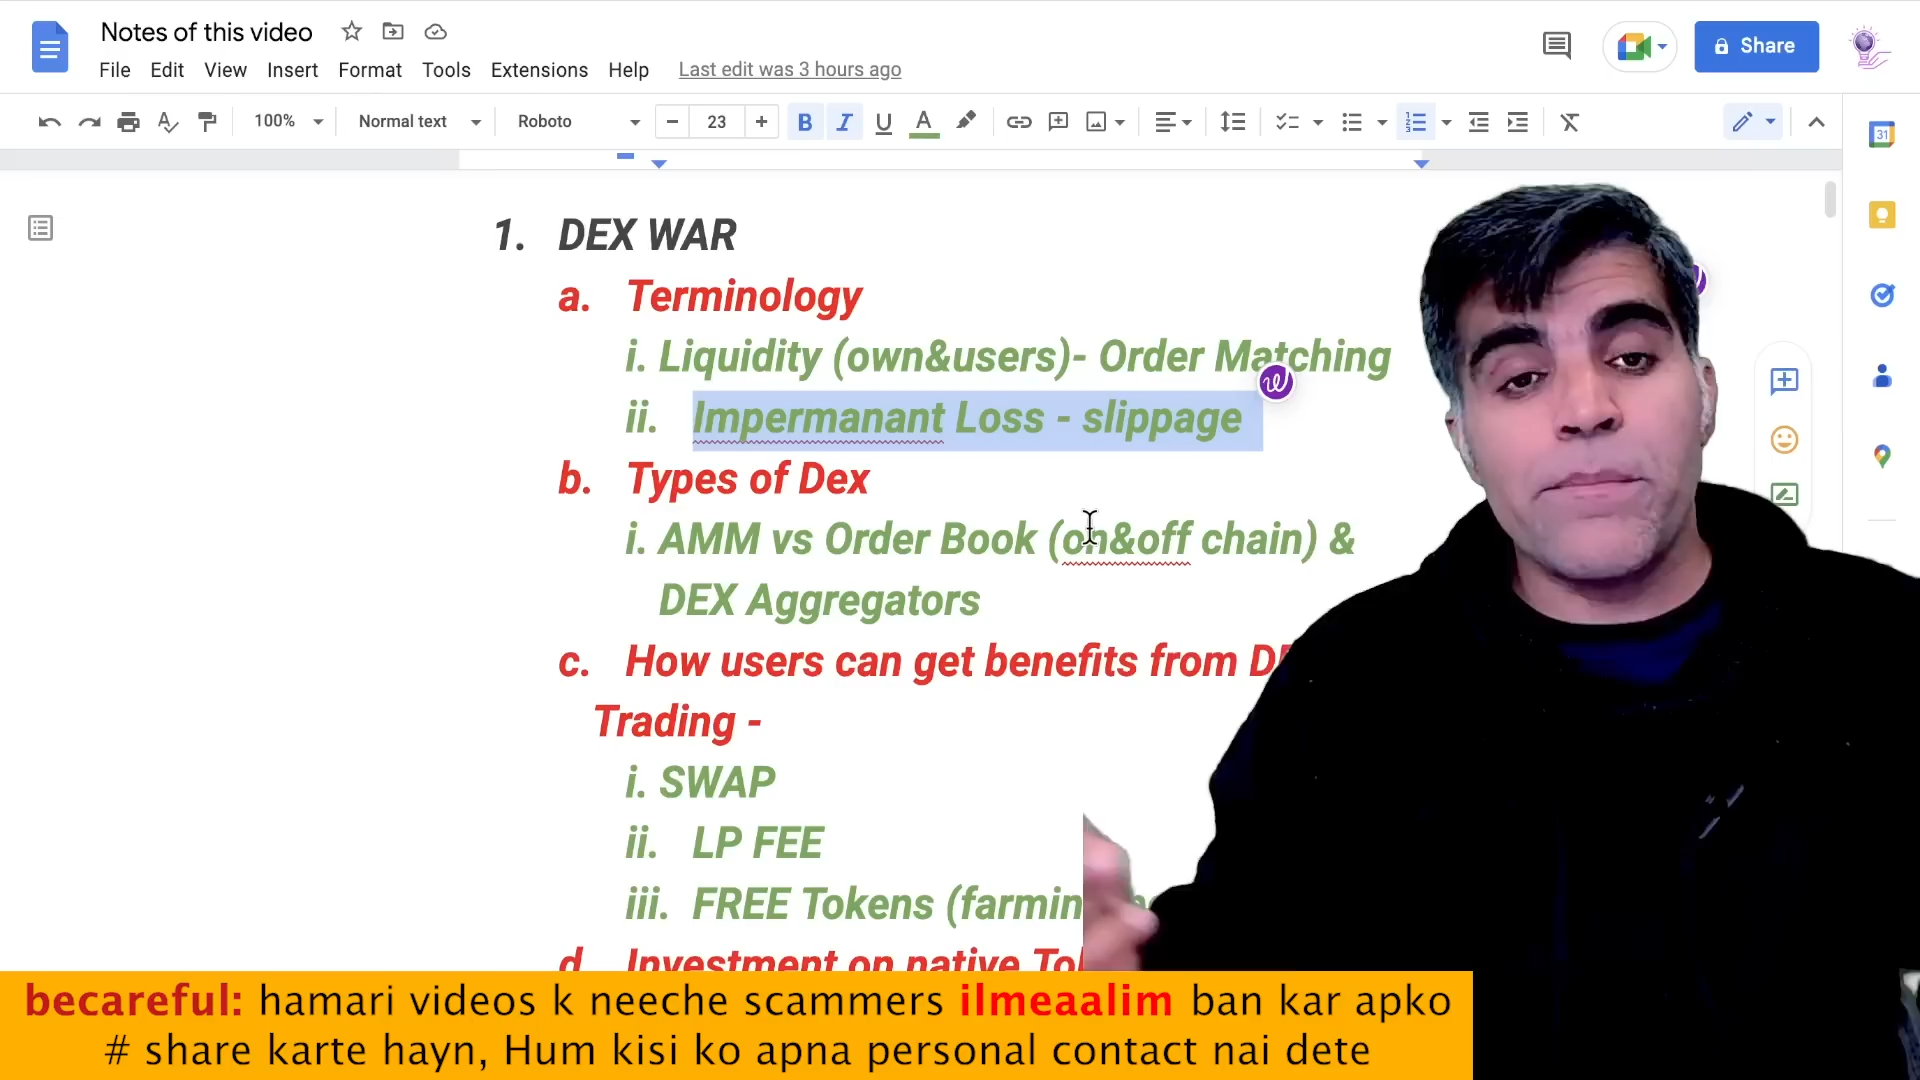 Notes of this video
Share
File Edit View Insert Format Tools Extensions Help Last edit was 3 hours ago
100% Normal text Roboto 23 B I U A
31
1. DEX WAR
a. Terminology
i. Liquidity (own&users)- Order Matching
ii. Impermanant Loss - slippage
b. Types of Dex
i. AMM vs Order Book (on&off chain) &
DEX Aggregators
c. How users can get benefits from
Trading -
i. SWAP
ii. LP FEE
iii. FREE Tokens
d. Investment on native
becareful: hamari videos k neeche scammers ilmeaalim ban kar apko
# share karte hayn, Hum kisi ko apna personal contact nai dete